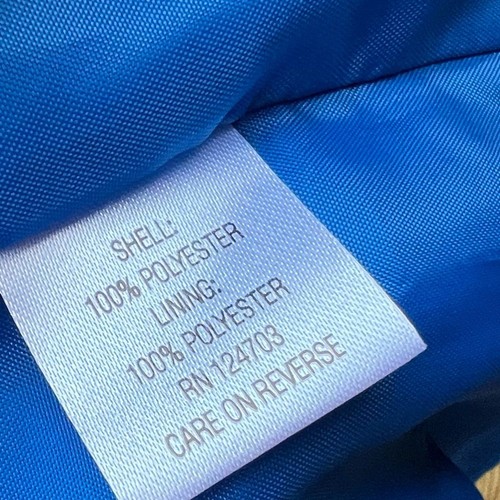 SHELL:
100% POLYESTER
LINING:
100% POLYESTER
RN 124703
CARE ON REVERSE